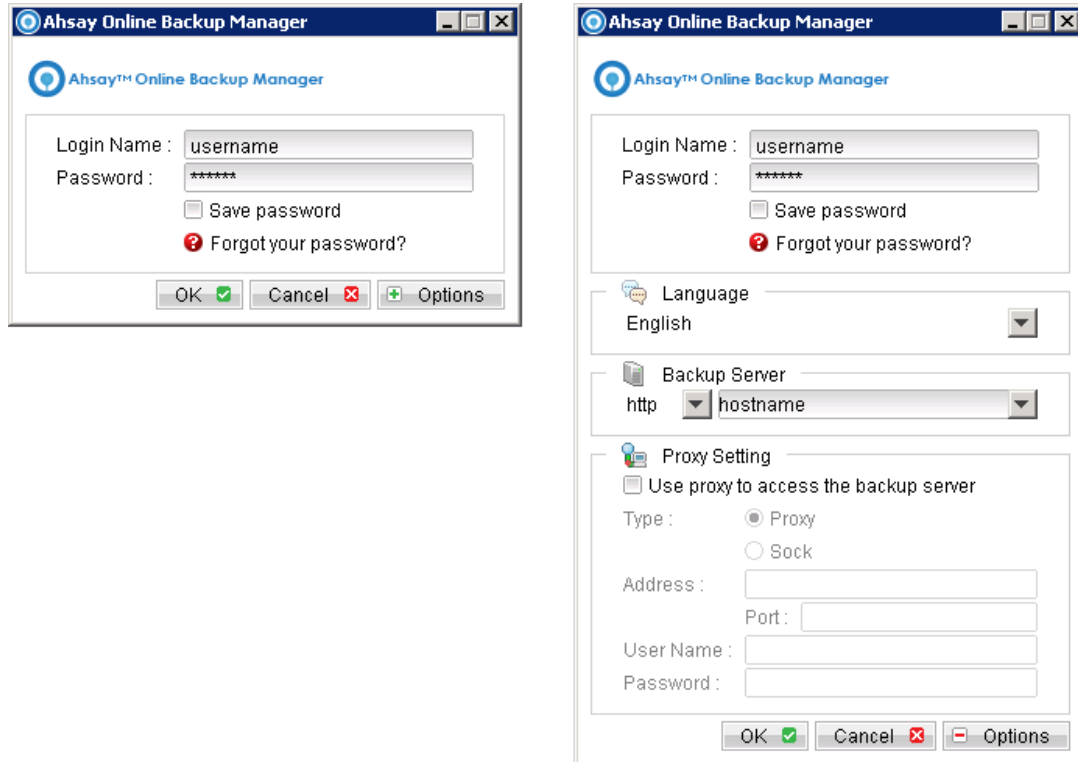 Ahsay Online Backup Manager
Ahsay™ Online Backup Manager
Login Name : username
Password : ******
Save password
Forgot your password?
OK Cancel Options
Ahsay Online Backup Manager
Ahsay™ Online Backup Manager
Login Name : username
Password : ******
Save password
Forgot your password?
Language
English
Backup Server
http hostname
Proxy Setting
Use proxy to access the backup server
Type : Proxy
Sock
Address :
Port :
User Name :
Password :
OK Cancel Options